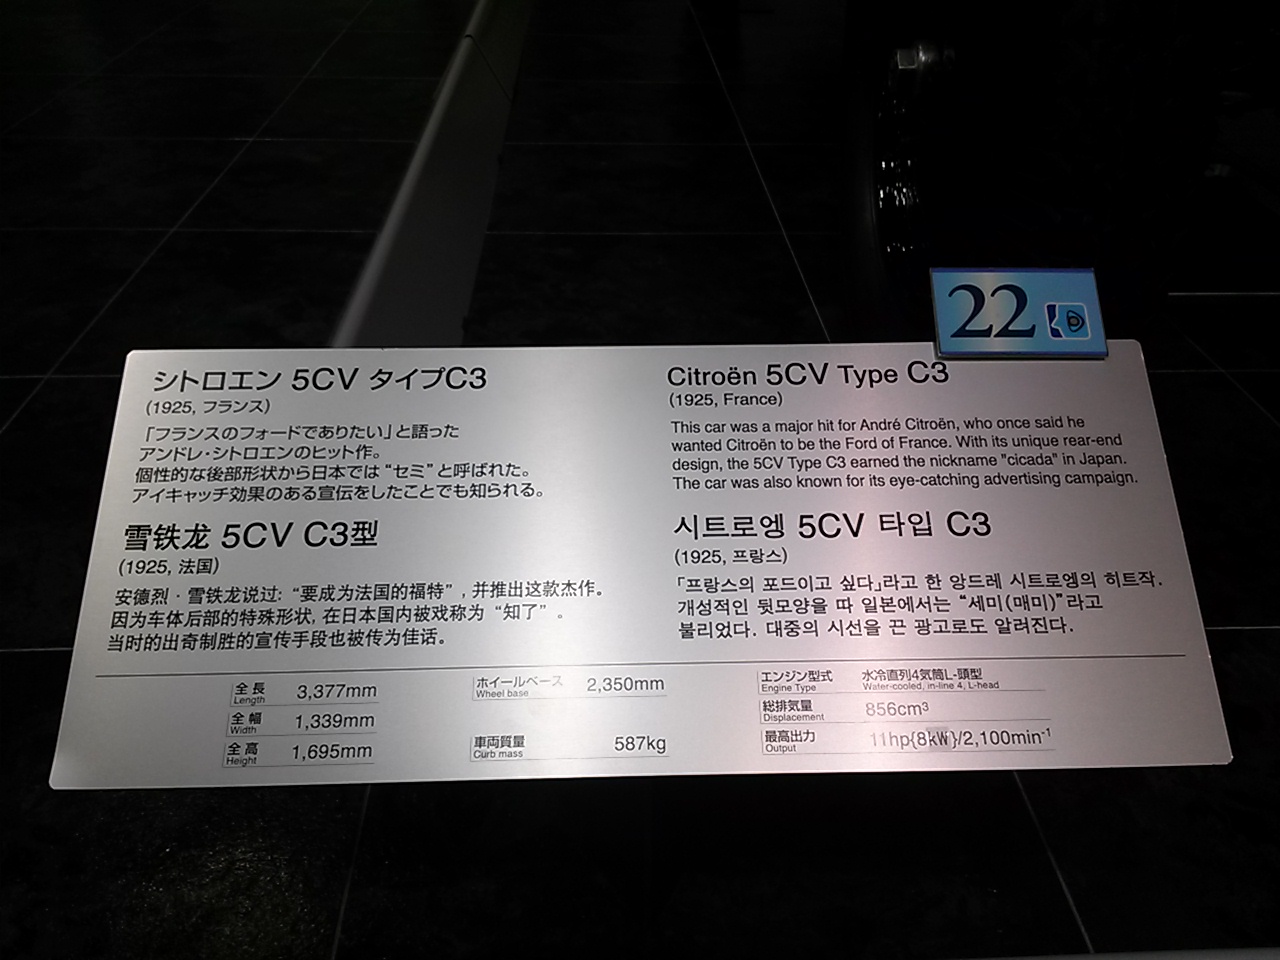 22
シトロエン 5CV タイプC3
(1925, フランス)
「フランスのフォードでありたい」と語った
アンドレ・シトロエンのヒット作。
個性的な後部形状から日本では“セミ”と呼ばれた。
アイキャッチ効果のある宣伝をしたことでも知られる。
Citroën 5CV Type C3
(1925, France)
This car was a major hit for André Citroën, who once said he
wanted Citroën to be the Ford of France. With its unique rear-end
design, the 5CV Type C3 earned the nickname "cicada" in Japan.
The car was also known for its eye-catching advertising campaign.
雪铁龙 5CV C3型
(1925, 法国)
安德烈·雪铁龙说过: “要成为法国的福特”, 并推出这款杰作。
因为车体后部的特殊形状, 在日本国内被戏称为“知了”。
当时的出奇制胜的宣传手段也被传为佳话。
시트로엥 5CV 타입 C3
(1925, 프랑스)
「프랑스의 포드이고 싶다」라고 한 앙드레 시트로엥의 히트작.
개성적인 뒷모양을 따 일본에서는 “세미(매미)”라고
불리었다. 대중의 시선을 끈 광고로도 알려진다.
全長 3,377mm
Length
全幅 1,339mm
Width
全高 1,695mm
Height
ホイールベース 2,350mm
Wheel base
車両質量 587kg
Curb mass
エンジン型式 水冷直列4気筒L-頭型
Engine Type Water-cooled, in-line 4, L-head
総排気量 856cm³
Displacement
最高出力 11hp{8kW}/2,100min⁻¹
Output